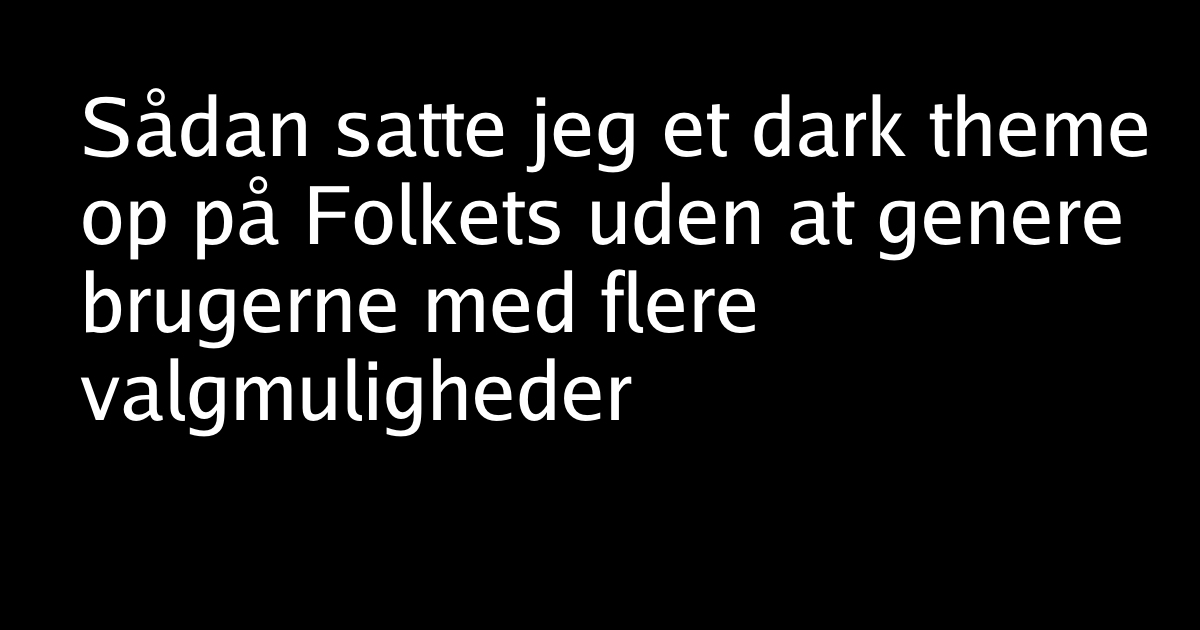 Sådan satte jeg et dark theme
op på Folkets uden at genere
brugerne med flere
valgmuligheder